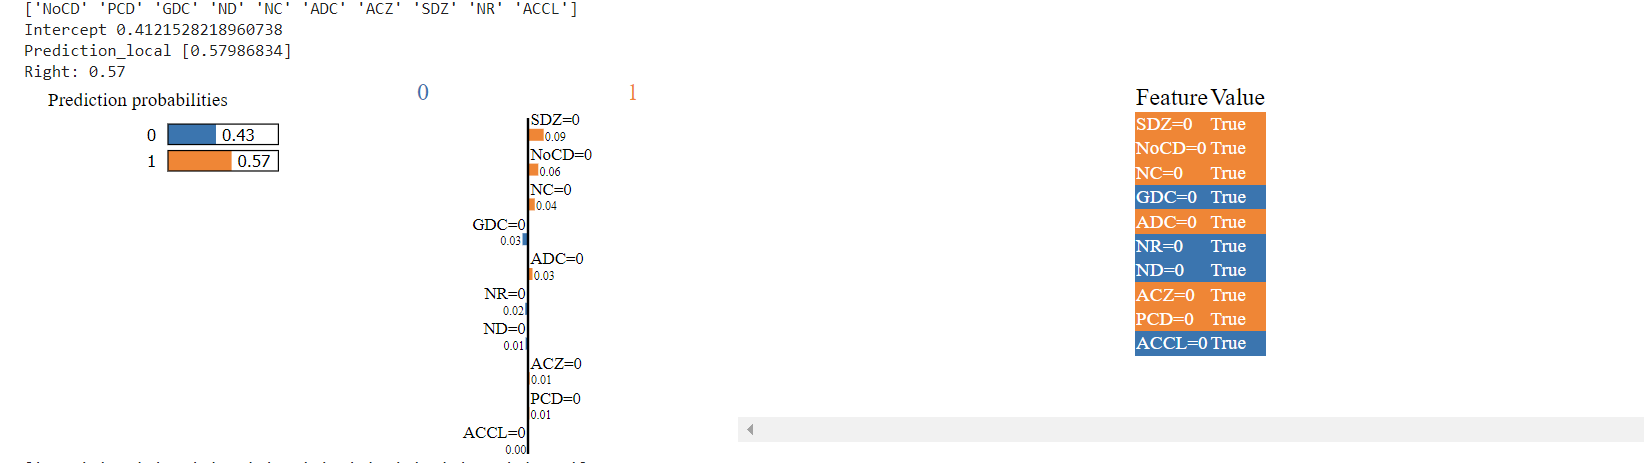 ['NoCD' 'PCD' 'GDC' 'ND' 'NC' 'ADC' 'ACZ' 'SDZ' 'NR' 'ACCL']
Intercept 0.4121528218960738
Prediction_local [0.57986834]
Right: 0.57
Prediction probabilities
0 0.43
1 0.57
0 1
SDZ=0
0.09
NoCD=0
0.06
NC=0
0.04
GDC=0
0.03
ADC=0
0.03
NR=0
0.02
ND=0
0.01
ACZ=0
0.01
PCD=0
0.01
ACCL=0
0.00
Feature Value
SDZ=0 True
NoCD=0 True
NC=0 True
GDC=0 True
ADC=0 True
NR=0 True
ND=0 True
ACZ=0 True
PCD=0 True
ACCL=0 True